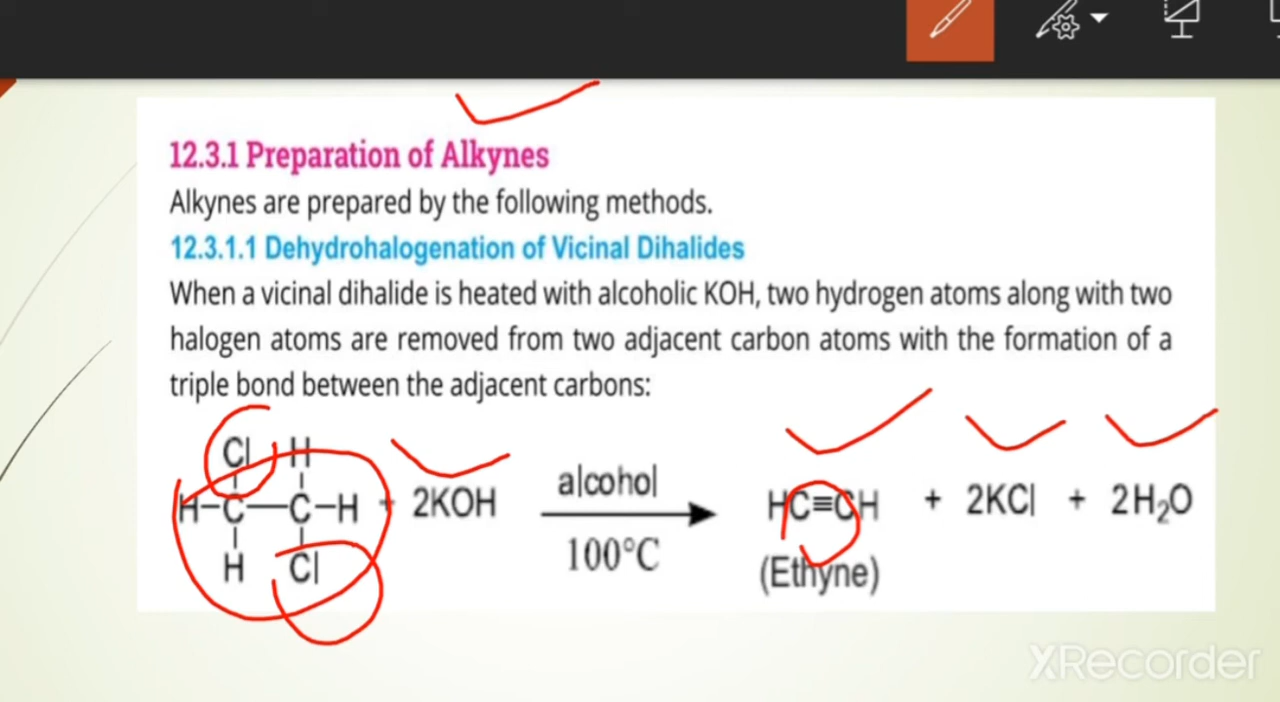 12.3.1 Preparation of Alkynes
Alkynes are prepared by the following methods.
12.3.1.1 Dehydrohalogenation of Vicinal Dihalides
When a vicinal dihalide is heated with alcoholic KOH, two hydrogen atoms along with two
halogen atoms are removed from two adjacent carbon atoms with the formation of a
triple bond between the adjacent carbons:
Cl H
H–C—C–H + 2KOH alcohol HC≡CH + 2KCl + 2H₂O
H Cl 100°C (Ethyne)
XRecorder